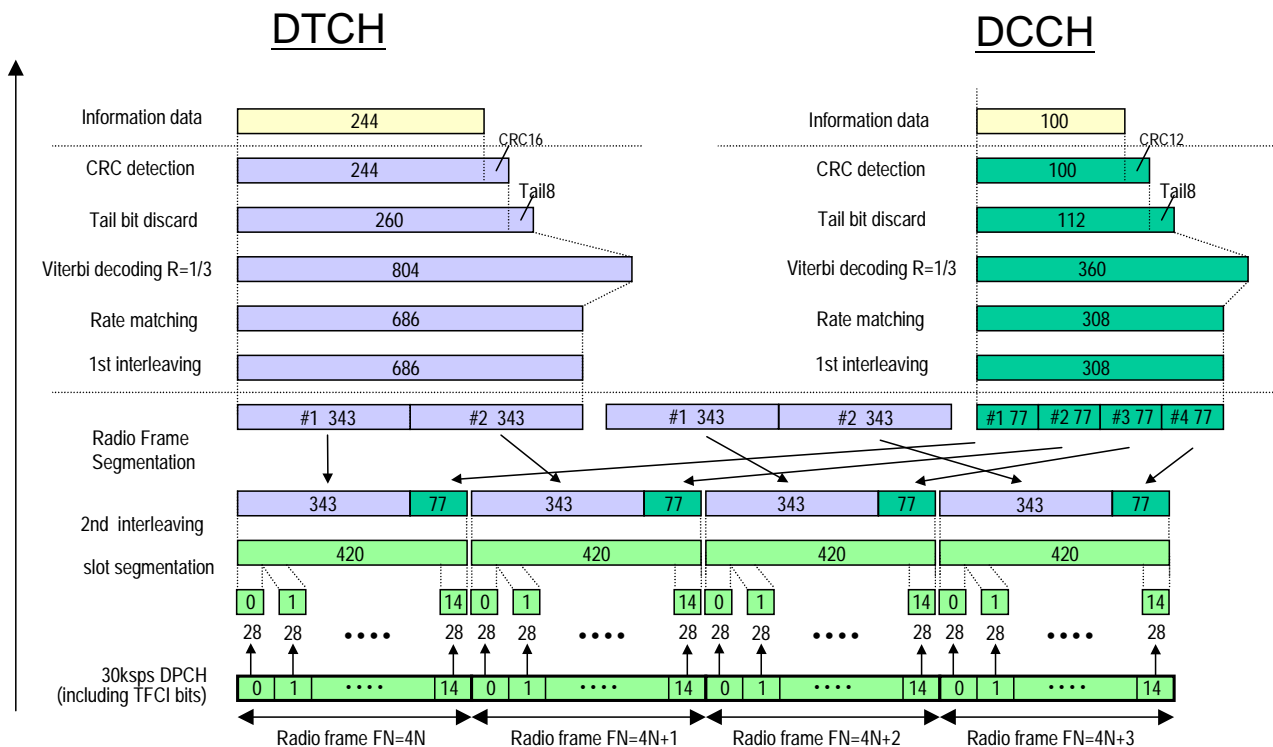 DTCH DCCH
Information data 244 Information data 100
CRC16 CRC12
CRC detection 244 CRC detection 100
Tail8 Tail8
Tail bit discard 260 Tail bit discard 112
Viterbi decoding R=1/3 804 Viterbi decoding R=1/3 360
Rate matching 686 Rate matching 308
1st interleaving 686 1st interleaving 308
#1 343 #2 343 #1 343 #2 343 #1 77 #2 77 #3 77 #4 77
Radio Frame
Segmentation
343 77 343 77 343 77 343 77
2nd interleaving
420 420 420 420
slot segmentation
0 1 14 0 1 14 0 1 14 0 1 14
28 28 •••• 28 28 28 •••• 28 28 28 •••• 28 28 28 •••• 28
30ksps DPCH
(including TFCI bits)
0 1 •••• 14 0 1 •••• 14 0 1 •••• 14 0 1 •••• 14
Radio frame FN=4N Radio frame FN=4N+1 Radio frame FN=4N+2 Radio frame FN=4N+3